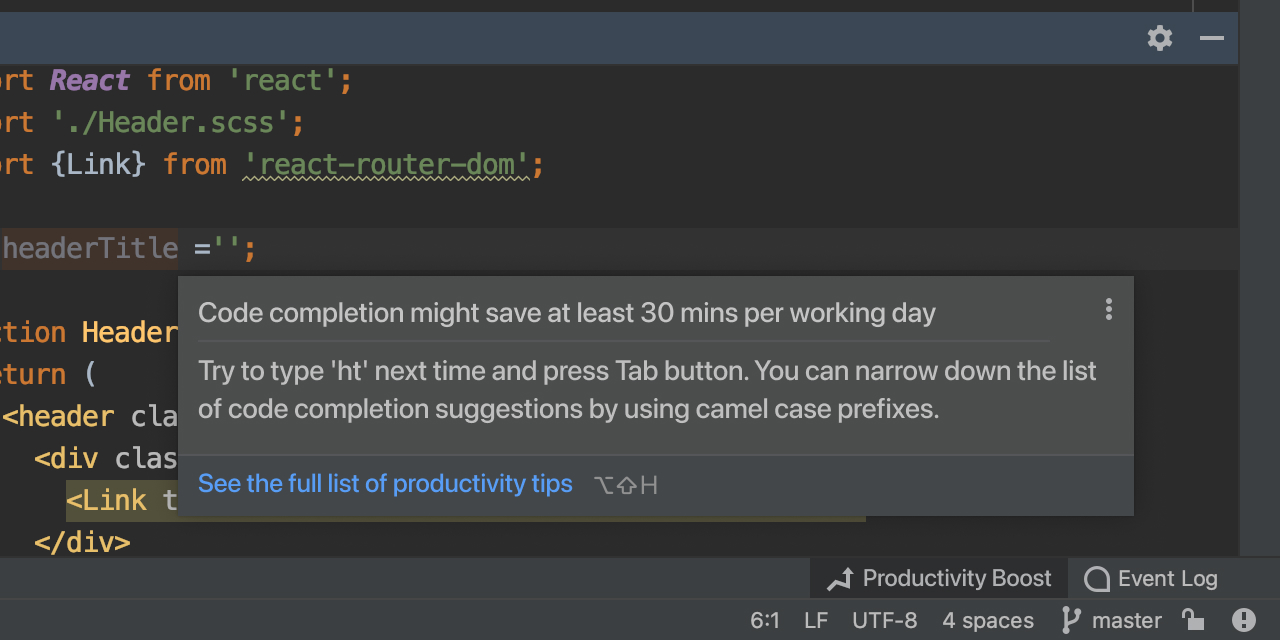 ort React from 'react';
ort './Header.scss';
ort {Link} from 'react-router-dom';
headerTitle ='';
Code completion might save at least 30 mins per working day
Try to type 'ht' next time and press Tab button. You can narrow down the list
of code completion suggestions by using camel case prefixes.
See the full list of productivity tips ⌥⇧H
ction Header
eturn (
<header cla
<div clas
<Link t
</div>
Productivity Boost Event Log
6:1 LF UTF-8 4 spaces master